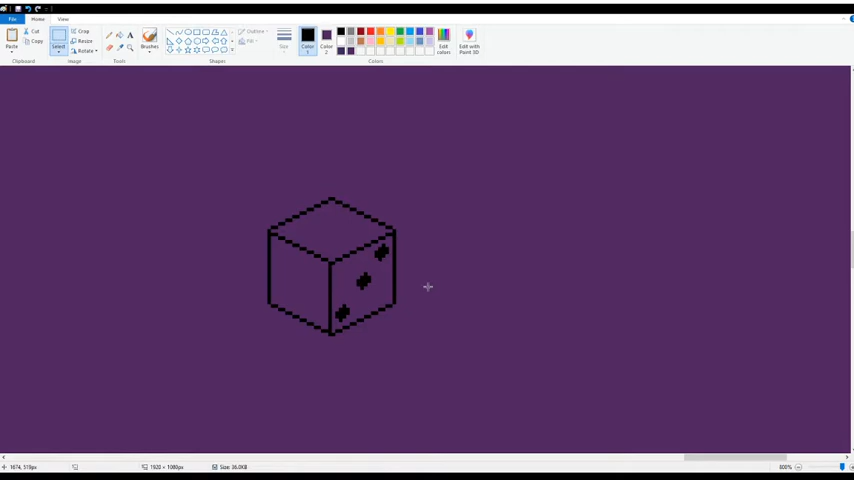 File Home View
Paste Cut Copy
Select Crop Resize Rotate
Brushes
Outline Fill
Size
Color 1 Color 2
Edit colors Edit with Paint 3D
Clipboard Image Tools Shapes Colors
1674, 519px 1920 × 1080px Size: 36.0KB 800%